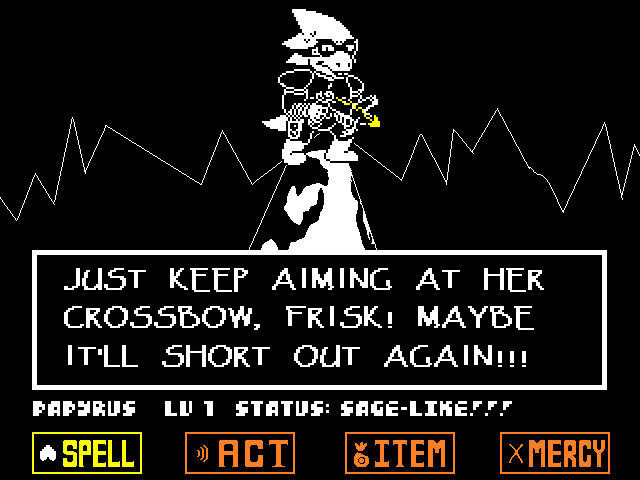 JUST KEEP AIMING AT HER
CROSSBOW, FRISK! MAYBE
IT'LL SHORT OUT AGAIN!!!
PAPYRUS LV 1 STATUS: SAGE-LIKE!!!
SPELL ACT ITEM MERCY